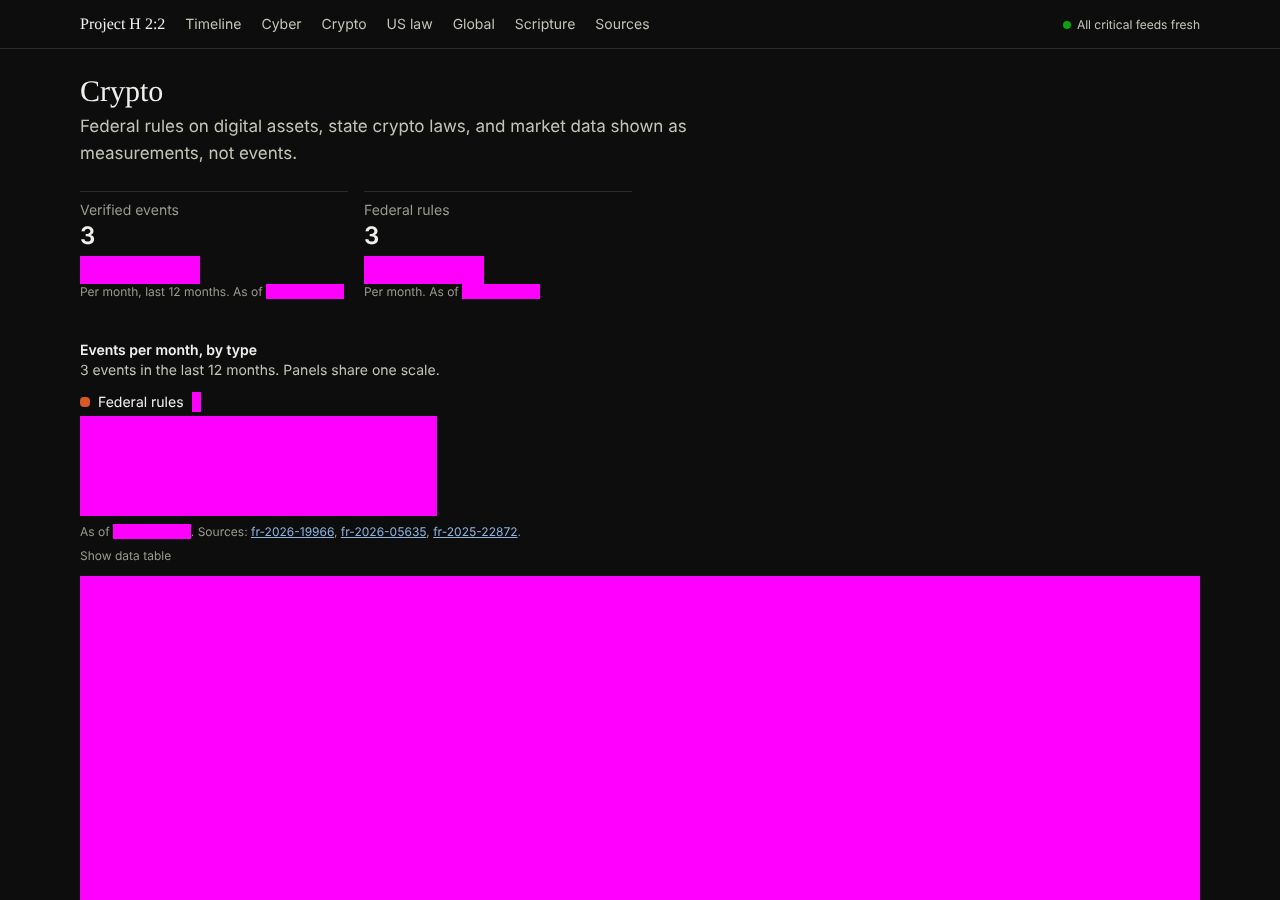 Project H 2:2 Timeline Cyber Crypto US law Global Scripture Sources All critical feeds fresh
Crypto
Federal rules on digital assets, state crypto laws, and market data shown as
measurements, not events.
Verified events
3
Per month, last 12 months. As of
Federal rules
3
Per month. As of
Events per month, by type
3 events in the last 12 months. Panels share one scale.
Federal rules
As of . Sources: fr-2026-19966, fr-2026-05635, fr-2025-22872.
Show data table